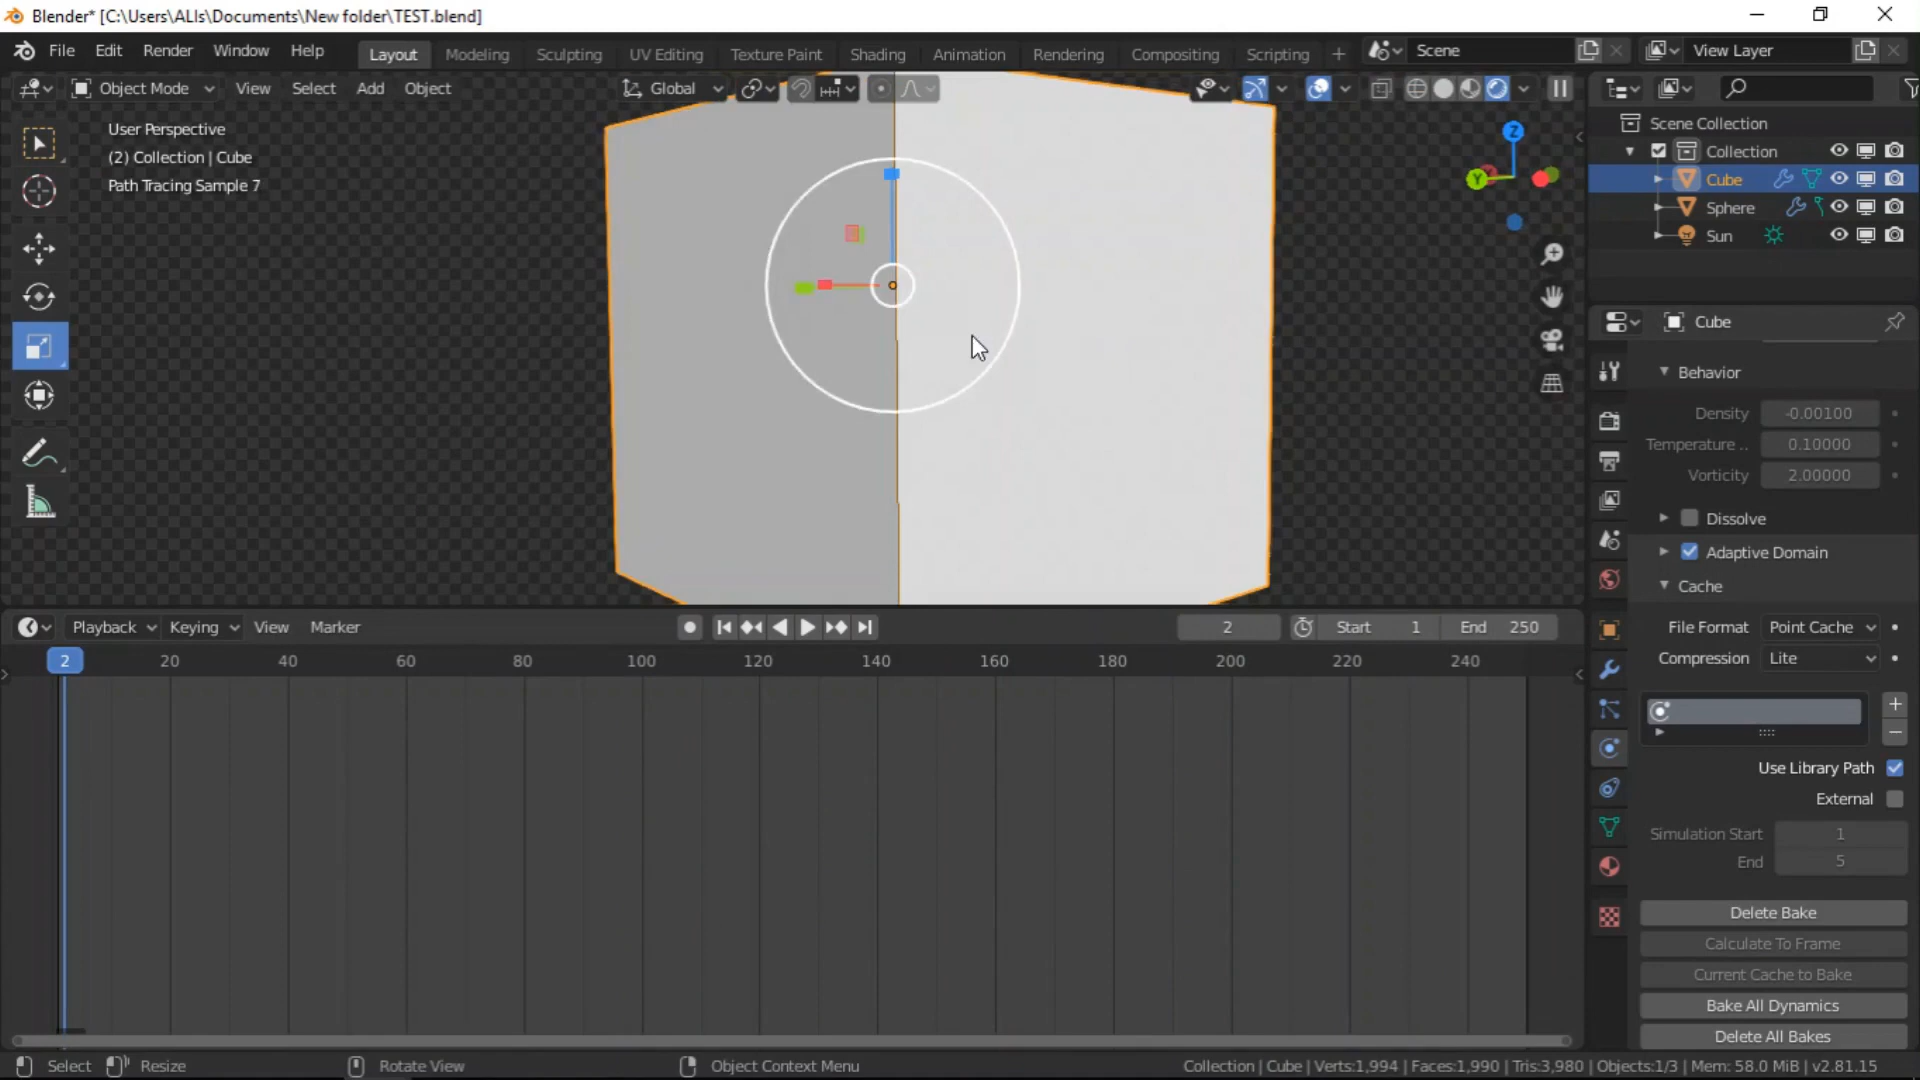 Blender* [C:\Users\ALIs\Documents\New folder\TEST.blend]
File Edit Render Window Help Layout Modeling Sculpting UV Editing Texture Paint Shading Animation Rendering Compositing Scripting + Scene View Layer
Object Mode View Select Add Object Global
User Perspective
(2) Collection | Cube
Path Tracing Sample 7
Z
Y
Scene Collection
Collection
Cube
Sphere
Sun
Cube
Behavior
Density -0.00100
Temperature .. 0.10000
Vorticity 2.00000
Dissolve
Adaptive Domain
Cache
File Format Point Cache
Compression Lite
Use Library Path
External
Simulation Start 1
End 5
Delete Bake
Calculate To Frame
Current Cache to Bake
Bake All Dynamics
Delete All Bakes
Playback Keying View Marker 2 Start 1 End 250
2 20 40 60 80 100 120 140 160 180 200 220 240
Select Resize Rotate View Object Context Menu Collection | Cube | Verts:1,994 | Faces:1,990 | Tris:3,980 | Objects:1/3 | Mem: 58.0 MiB | v2.81.15